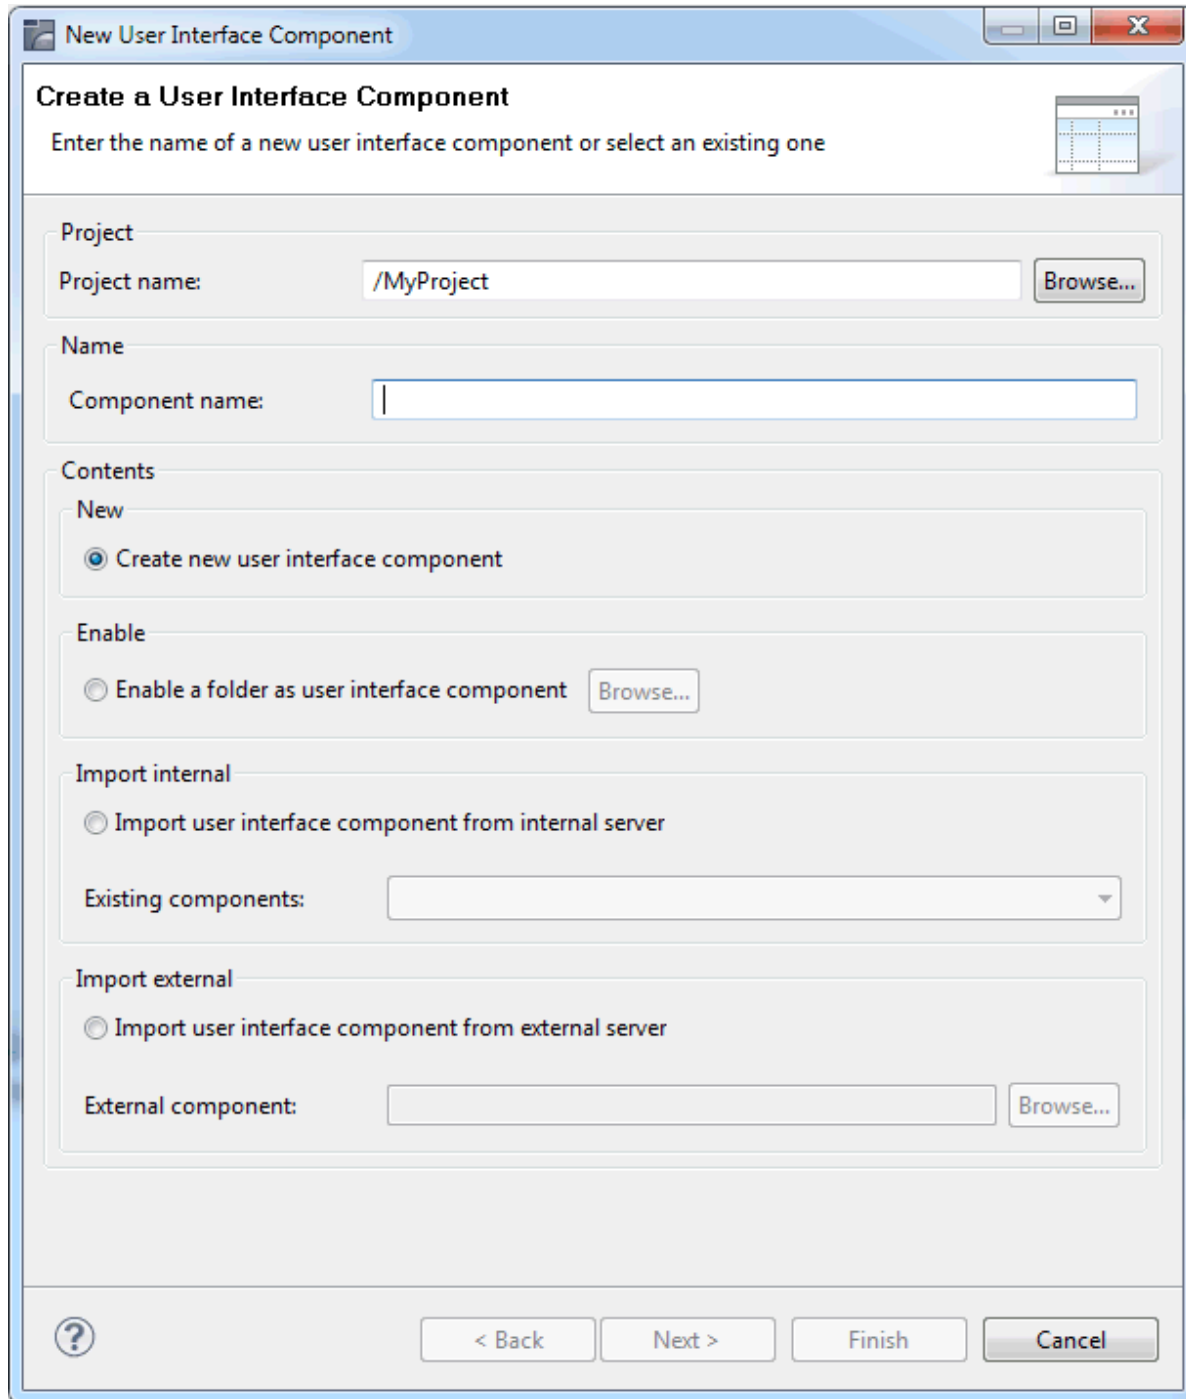 New User Interface Component
Create a User Interface Component
Enter the name of a new user interface component or select an existing one
Project
Project name: /MyProject Browse...
Name
Component name:
Contents
New
Create new user interface component
Enable
Enable a folder as user interface component Browse...
Import internal
Import user interface component from internal server
Existing components:
Import external
Import user interface component from external server
External component: Browse...
? < Back Next > Finish Cancel